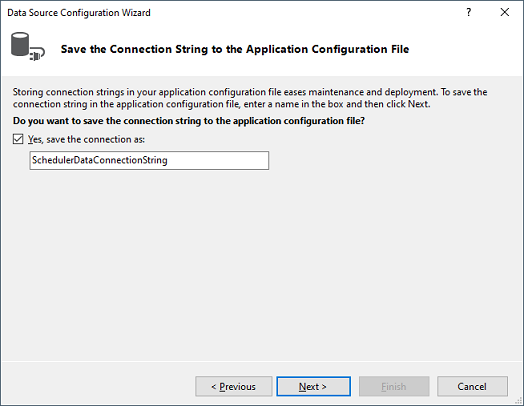 Data Source Configuration Wizard
?
Save the Connection String to the Application Configuration File
Storing connection strings in your application configuration file eases maintenance and deployment. To save the
connection string in the application configuration file, enter a name in the box and then click Next.
Do you want to save the connection string to the application configuration file?
Yes, save the connection as:
SchedulerDataConnectionString
< Previous
Next >
Finish
Cancel